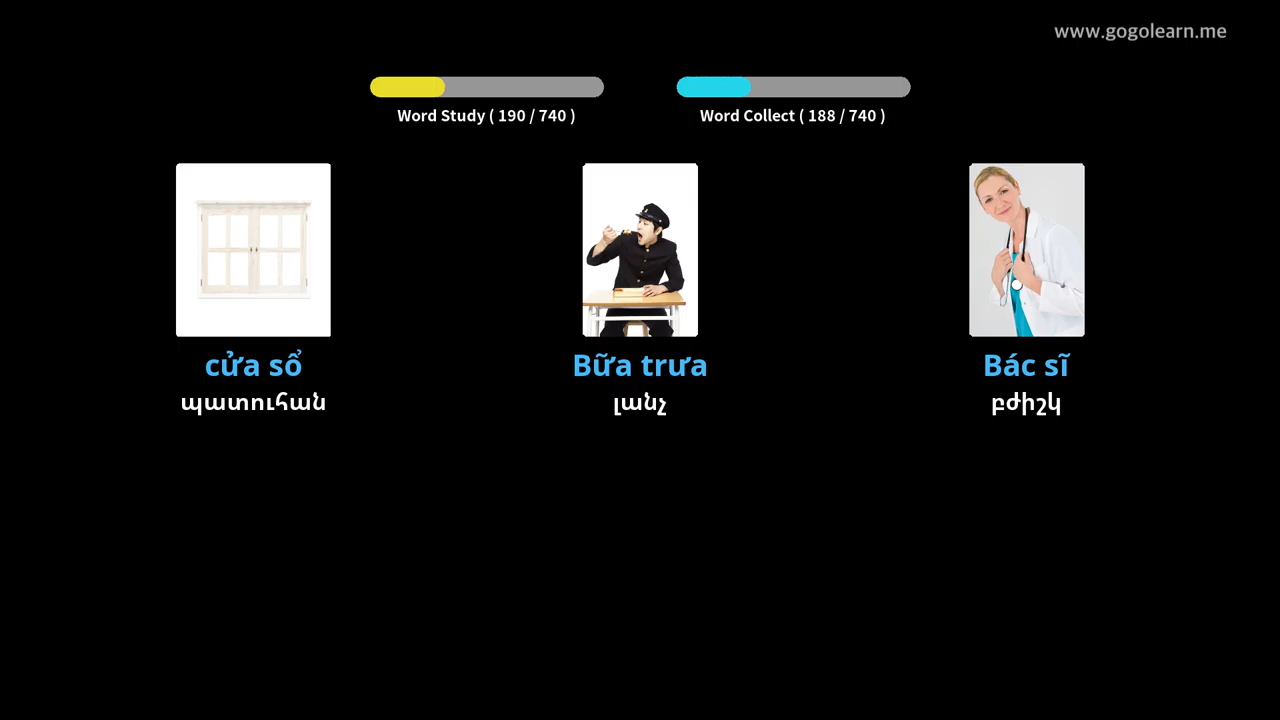 www.gogolearn.me
Word Study ( 190 / 740 )
Word Collect ( 188 / 740 )
cửa sổ
պատուհան
Bữa trưa
լանչ
Bác sĩ
բժիշկ